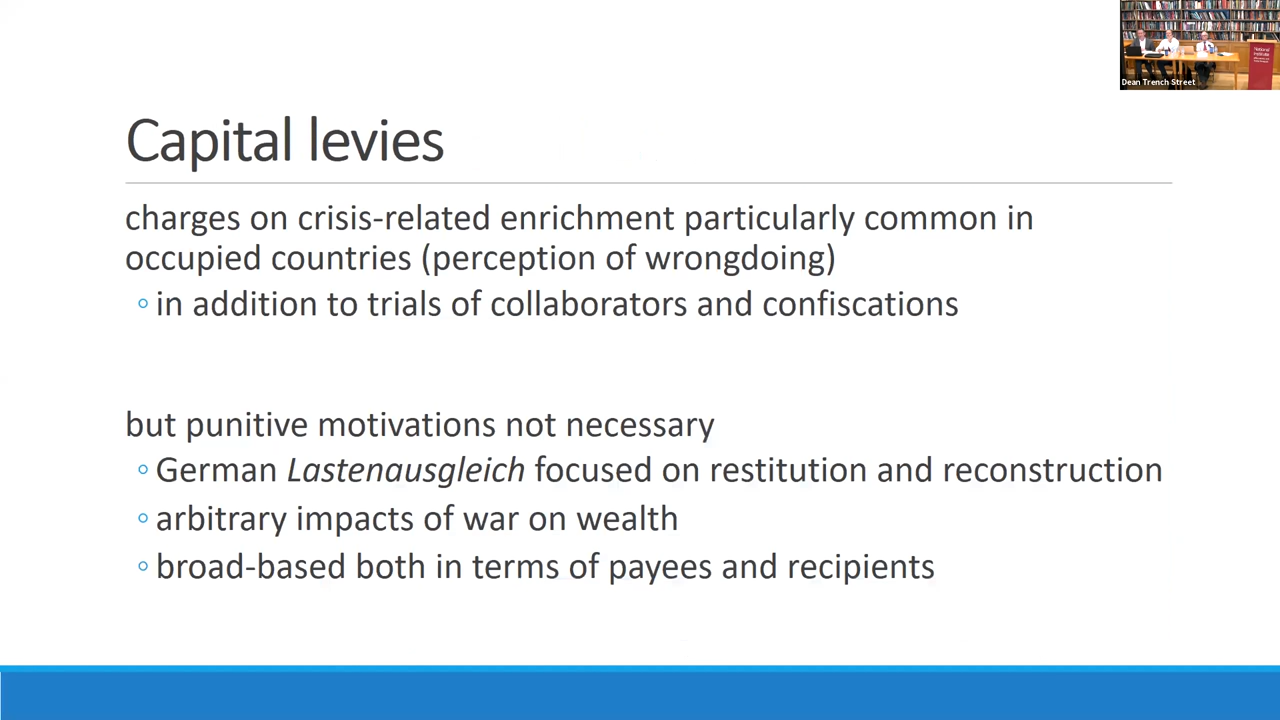 Dean Trench Street
National
Institute
Capital levies
charges on crisis-related enrichment particularly common in
occupied countries (perception of wrongdoing)
◦ in addition to trials of collaborators and confiscations
but punitive motivations not necessary
◦ German Lastenausgleich focused on restitution and reconstruction
◦ arbitrary impacts of war on wealth
◦ broad-based both in terms of payees and recipients